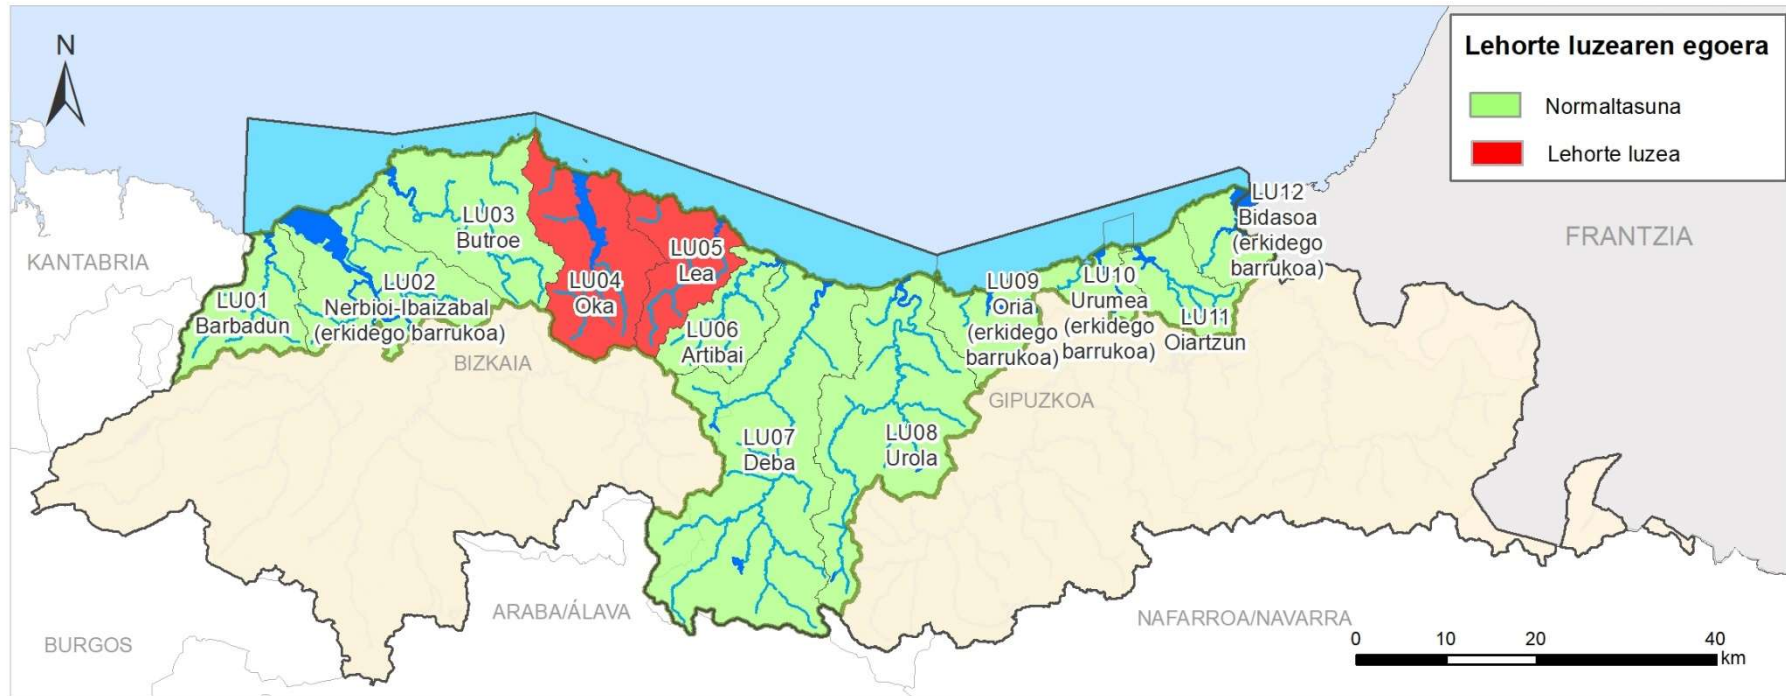 N
Lehorte luzearen egoera
Normaltasuna
Lehorte luzea
KANTABRIA
LU01
Barbadun
LU02
Nerbioi-Ibaizabal
(erkidego barrukoa)
LU03
Butroe
LU04
Oka
LU05
Lea
LU06
Artibai
BIZKAIA
LU07
Deba
LU08
Urola
GIPUZKOA
LU09
Oria
(erkidego
barrukoa)
LU10
Urumea
(erkidego
barrukoa)
LU11
Oiartzun
LU12
Bidasoa
(erkidego
barrukoa)
FRANTZIA
BURGOS
ARABA/ÁLAVA
NAFARROA/NAVARRA
0 10 20 40
km